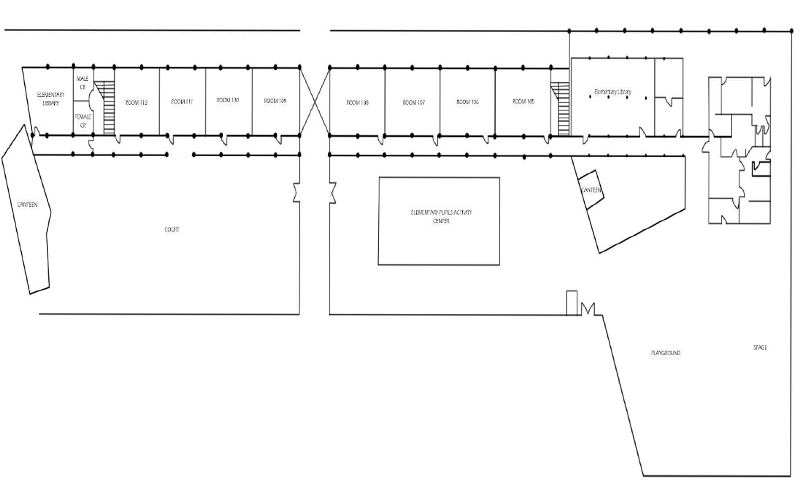 MALE
CR
ELEMENTARY
LIBRARY
FEMALE
CR
ROOM 112
ROOM 111
ROOM 110
ROOM 109
ROOM 108
ROOM 107
ROOM 106
ROOM 105
Elementary Library
CANTEEN
COURT
ELEMENTARY PUPILS ACTIVITY
CENTER
CANTEEN
PLAYGROUND
STAGE